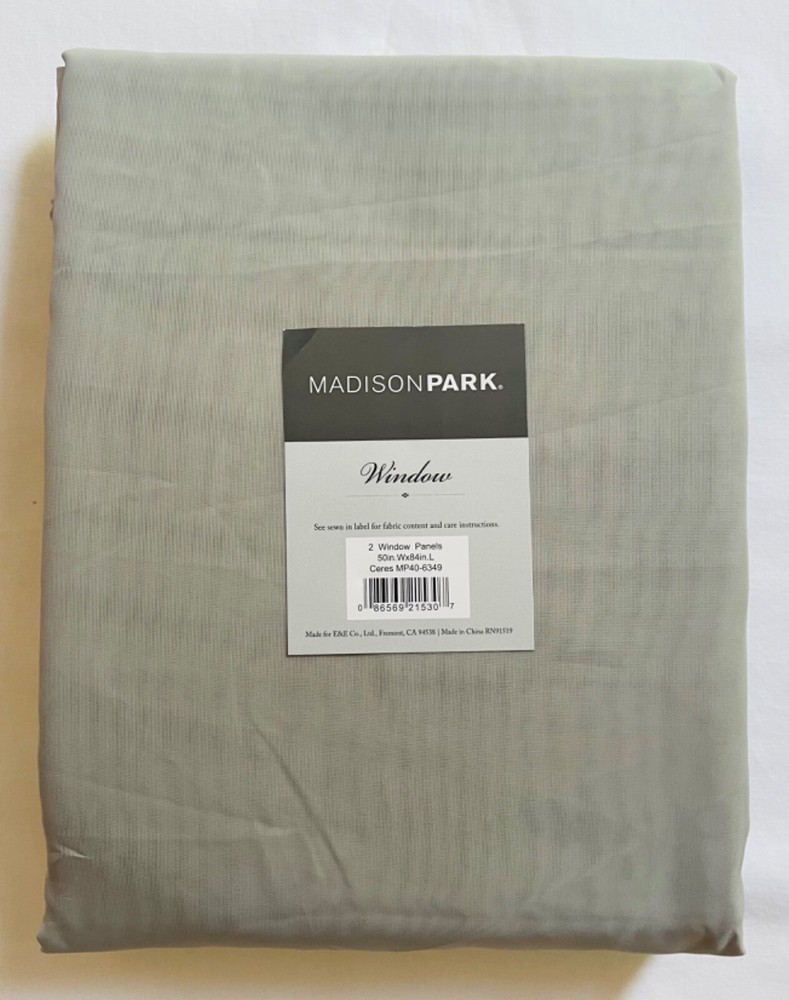 MADISONPARK®
Window
See sewn in label for fabric content and care instructions.
2 Window Panels
50in.Wx84in.L
Ceres MP40-6349
0 86569 21530 7
Made for E&E Co., Ltd., Fremont, CA 94538 | Made in China RN91519